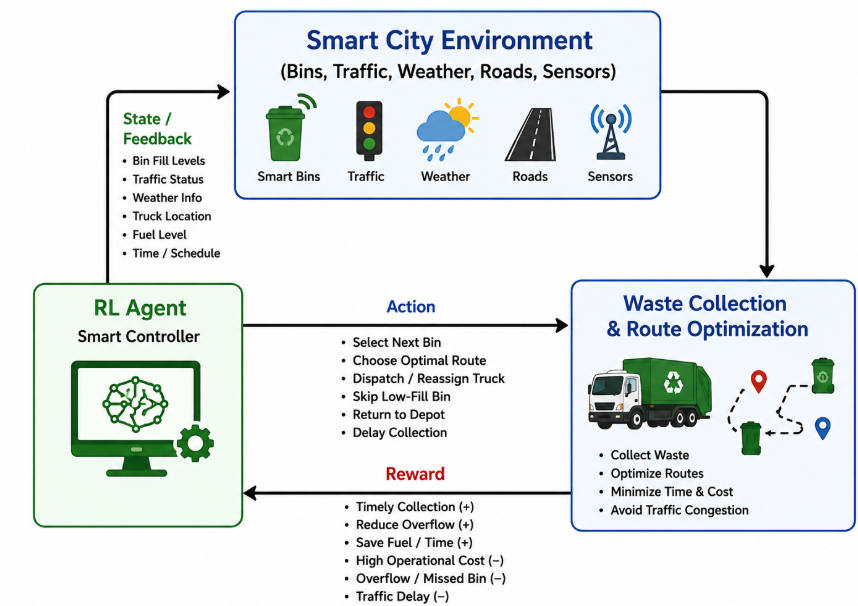 Smart City Environment
(Bins, Traffic, Weather, Roads, Sensors)
Smart Bins
Traffic
Weather
Roads
Sensors
State /
Feedback
• Bin Fill Levels
• Traffic Status
• Weather Info
• Truck Location
• Fuel Level
• Time / Schedule
RL Agent
Smart Controller
Action
• Select Next Bin
• Choose Optimal Route
• Dispatch / Reassign Truck
• Skip Low-Fill Bin
• Return to Depot
• Delay Collection
Waste Collection
& Route Optimization
• Collect Waste
• Optimize Routes
• Minimize Time & Cost
• Avoid Traffic Congestion
Reward
• Timely Collection (+)
• Reduce Overflow (+)
• Save Fuel / Time (+)
• High Operational Cost (−)
• Overflow / Missed Bin (−)
• Traffic Delay (−)